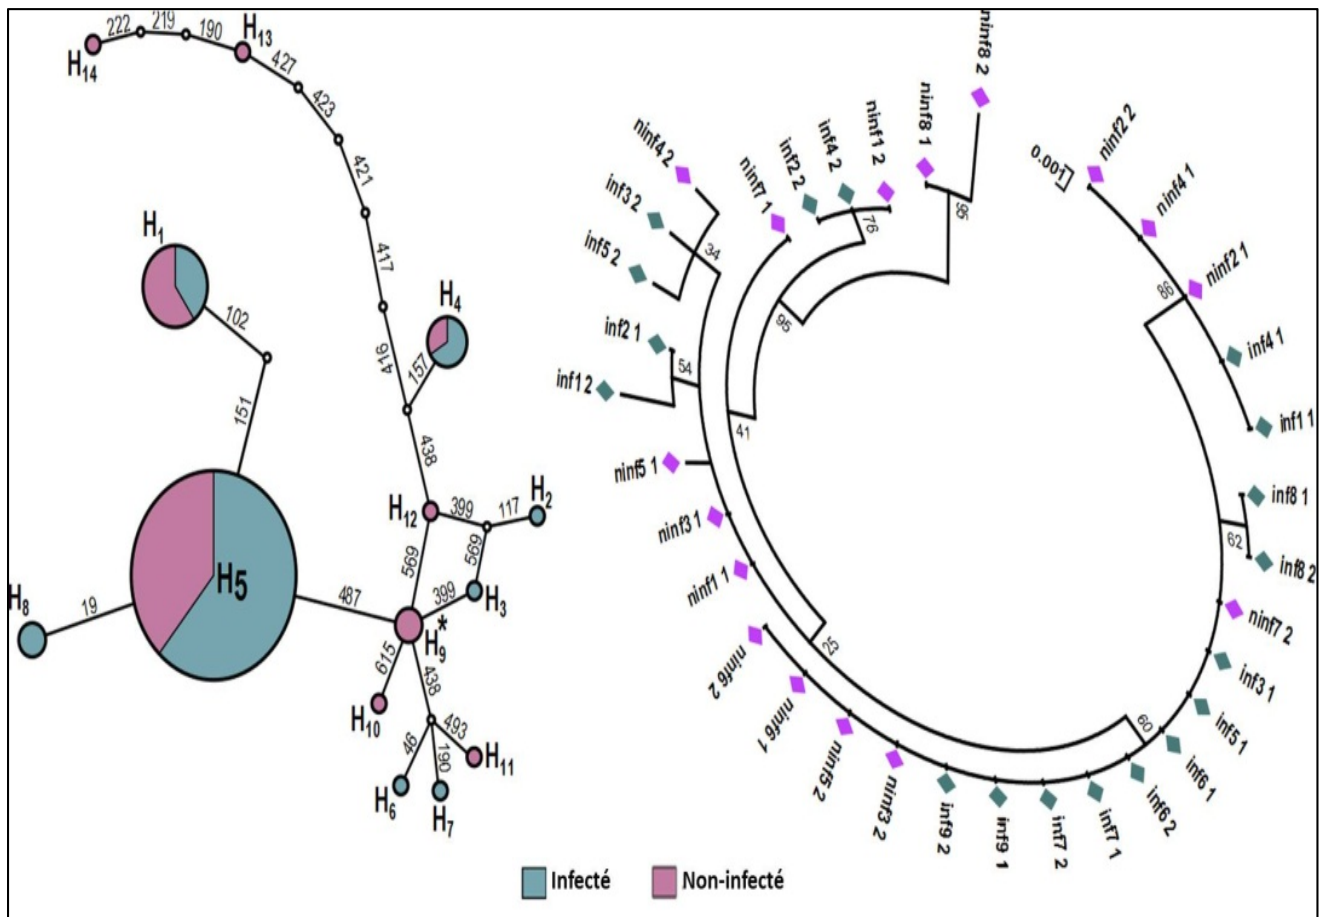 222
219
190
H13
H14
427
423
421
417
416
H1
102
151
H4
157
438
H12
399
117
H2
569
569
399
H3
H5
487
H8
19
H9*
615
438
H10
493
H11
46
190
H6
H7
ninf8 2
ninf8 1
ninf1 2
inf4 2
inf2 2
ninf7 1
ninf4 2
inf3 2
inf5 2
inf2 1
inf1 2
ninf5 1
ninf3 1
ninf1 1
ninf6 2
ninf6 1
ninf5 2
ninf3 2
inf9 2
inf9 1
inf7 2
inf7 1
inf6 2
inf6 1
inf5 1
inf3 1
ninf7 2
inf8 2
inf8 1
inf1 1
inf4 1
ninf2 1
ninf4 1
ninf2 2
0.001
34
54
76
95
41
25
60
62
86
Infecté
Non-infecté